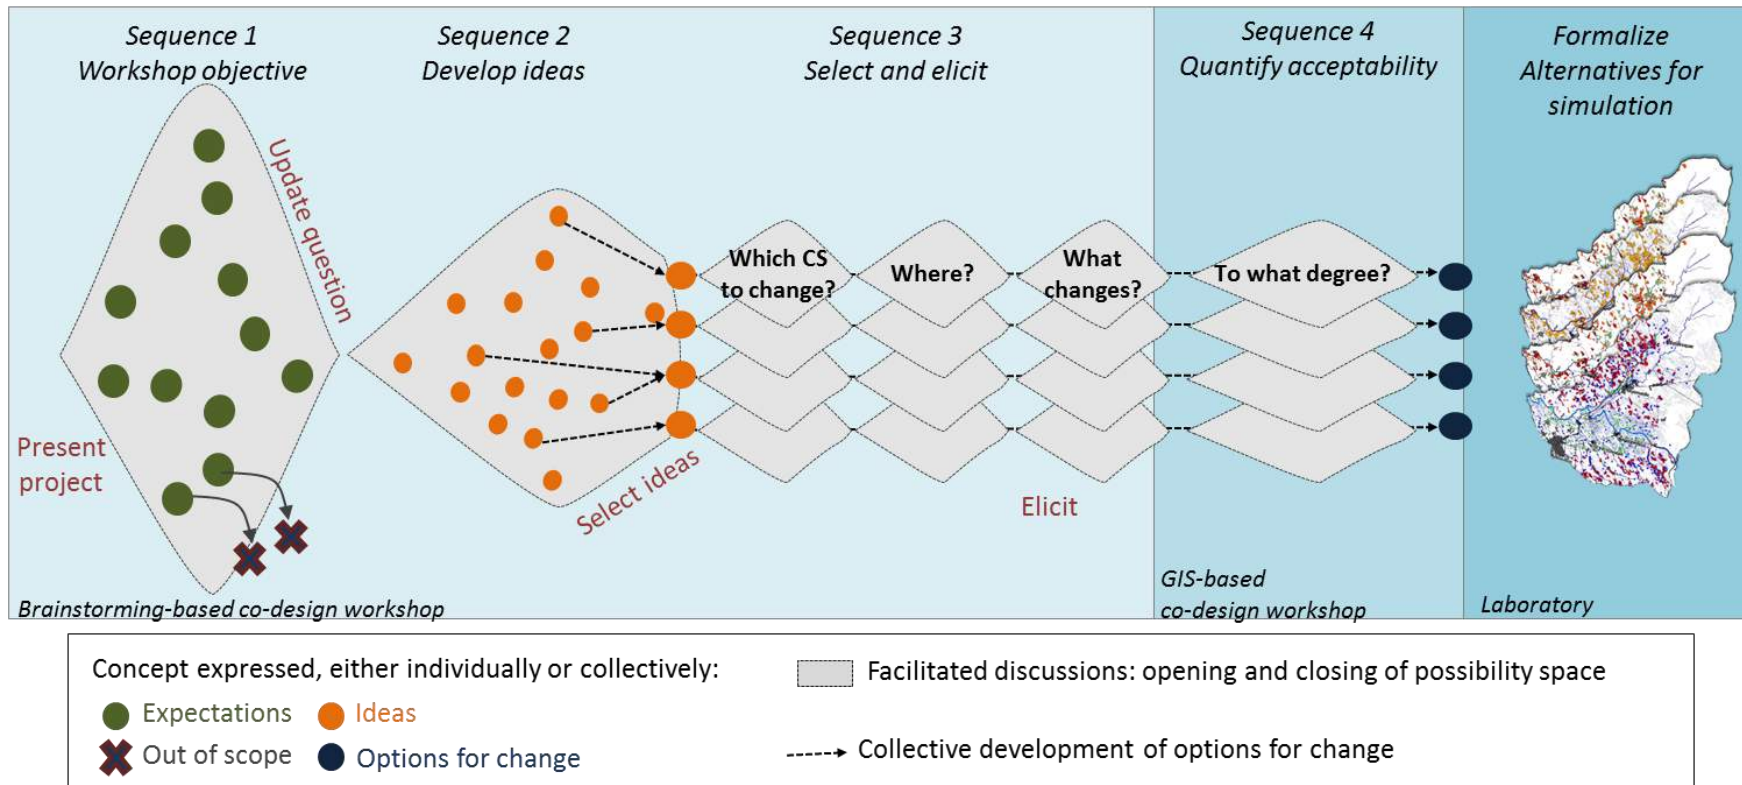 Sequence 1
Workshop objective
Sequence 2
Develop ideas
Sequence 3
Select and elicit
Sequence 4
Quantify acceptability
Formalize
Alternatives for
simulation
Update question
Present
project
Select ideas
Which CS
to change?
Where?
What
changes?
To what degree?
Elicit
Brainstorming-based co-design workshop
GIS-based
co-design workshop
Laboratory
Concept expressed, either individually or collectively:
Expectations
Ideas
Out of scope
Options for change
Facilitated discussions: opening and closing of possibility space
Collective development of options for change